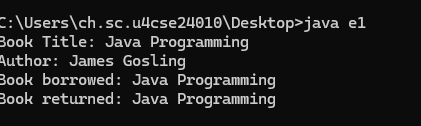 C:\Users\ch.sc.u4cse24010\Desktop>java e1
Book Title: Java Programming
Author: James Gosling
Book borrowed: Java Programming
Book returned: Java Programming